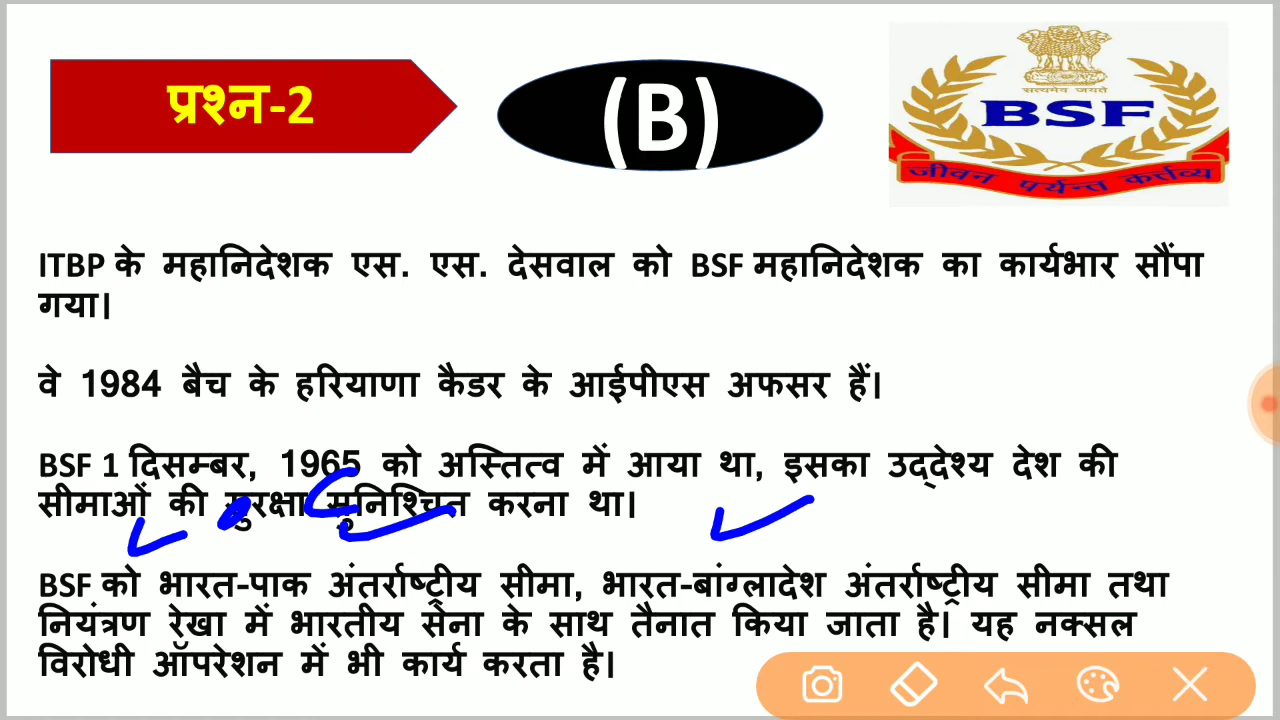 प्रश्न-2
(B)
सत्यमेव जयते
BSF
जीवन पर्यन्त कर्त्तव्य
ITBP के महानिदेशक एस. एस. देसवाल को BSF महानिदेशक का कार्यभार सौंपा
गया।
वे 1984 बैच के हरियाणा कैडर के आईपीएस अफसर हैं।
BSF 1 दिसम्बर, 1965 को अस्तित्व में आया था, इसका उद्देश्य देश की
सीमाओं की सुरक्षा सुनिश्चित करना था।
BSF को भारत-पाक अंतर्राष्ट्रीय सीमा, भारत-बांग्लादेश अंतर्राष्ट्रीय सीमा तथा
नियंत्रण रेखा में भारतीय सेना के साथ तैनात किया जाता है। यह नक्सल
विरोधी ऑपरेशन में भी कार्य करता है।